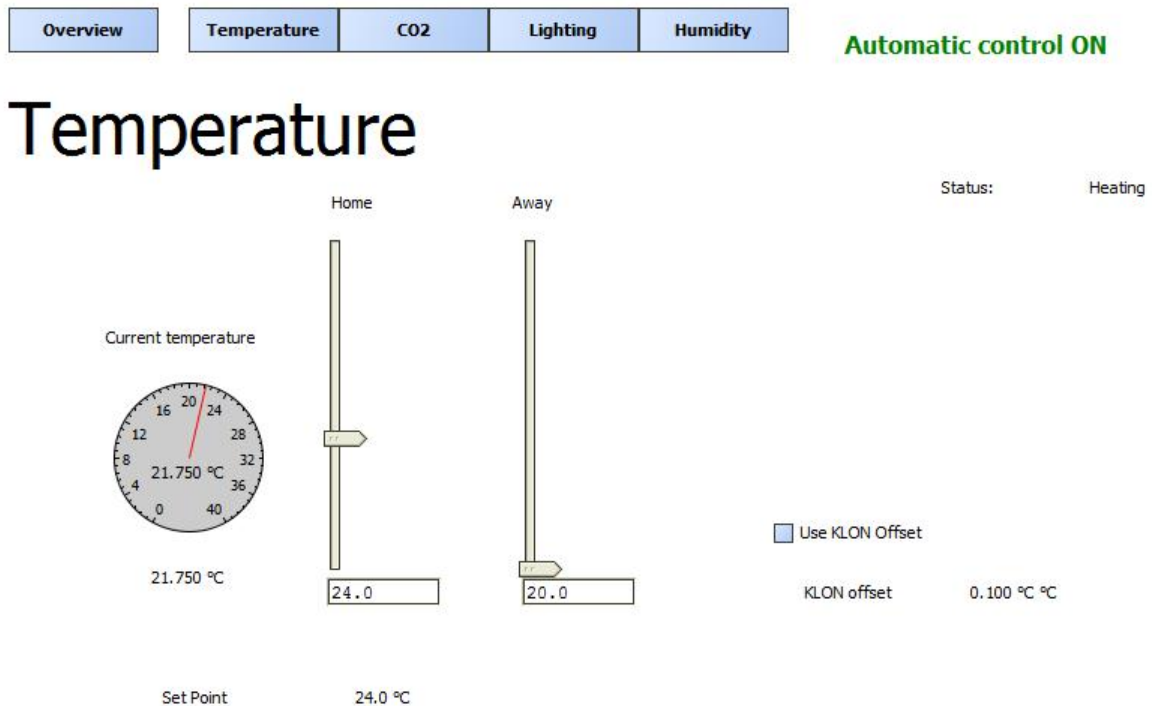 Overview Temperature CO2 Lighting Humidity
Automatic control ON
Temperature
Status: Heating
Home Away
Current temperature
20
16 24
12 28
8 32
21.750 °C
4 36
0 40
Use KLON Offset
21.750 °C
24.0 20.0
KLON offset 0.100 °C °C
Set Point 24.0 °C